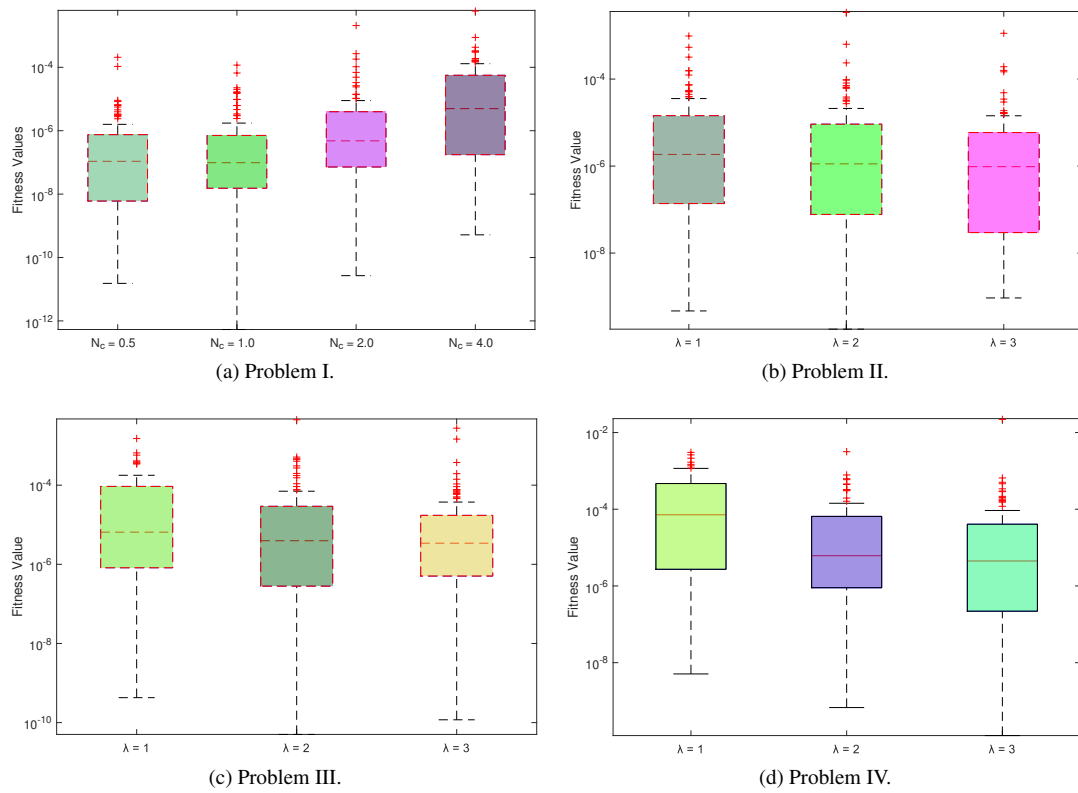 Fitness Values
10^-4
10^-6
10^-8
10^-10
10^-12
N_c = 0.5
N_c = 1.0
N_c = 2.0
N_c = 4.0
(a) Problem I.
Fitness Value
10^-4
10^-6
10^-8
λ = 1
λ = 2
λ = 3
(b) Problem II.
Fitness Value
10^-4
10^-6
10^-8
10^-10
λ = 1
λ = 2
λ = 3
(c) Problem III.
Fitness Value
10^-2
10^-4
10^-6
10^-8
λ = 1
λ = 2
λ = 3
(d) Problem IV.